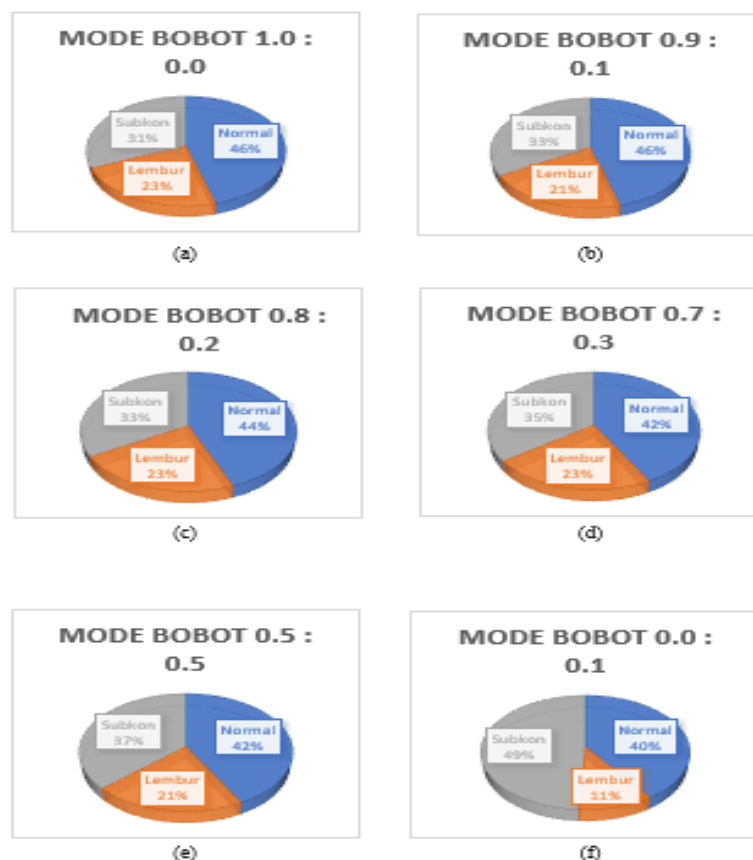 MODE BOBOT 1.0 :
0.0
Subkon
31%
Normal
46%
Lembur
23%
(a)
MODE BOBOT 0.9 :
0.1
Subkon
33%
Normal
46%
Lembur
21%
(b)
MODE BOBOT 0.8 :
0.2
Subkon
33%
Normal
44%
Lembur
23%
(c)
MODE BOBOT 0.7 :
0.3
Subkon
35%
Normal
42%
Lembur
23%
(d)
MODE BOBOT 0.5 :
0.5
Subkon
37%
Normal
42%
Lembur
21%
(e)
MODE BOBOT 0.0 :
0.1
Subkon
49%
Normal
40%
Lembur
11%
(f)